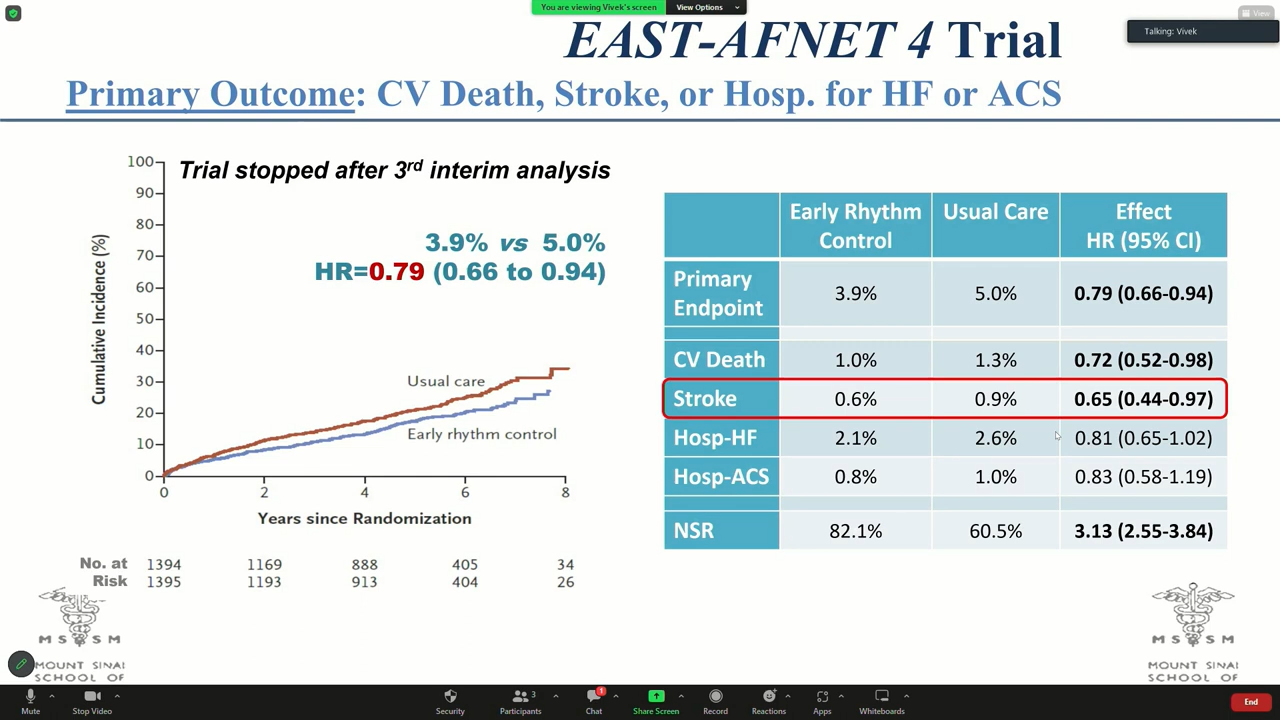 You are viewing Vivek's screen
View Options
View
Talking: Vivek
EAST-AFNET 4 Trial
Primary Outcome: CV Death, Stroke, or Hosp. for HF or ACS
Trial stopped after 3rd interim analysis
3.9% vs 5.0%
HR=0.79 (0.66 to 0.94)
Cumulative Incidence (%)
100
90
80
70
60
50
40
30
20
10
0
Usual care
Early rhythm control
0 2 4 6 8
Years since Randomization
No. at Risk
1394 1169 888 405 34
1395 1193 913 404 26
Early Rhythm Control Usual Care Effect HR (95% CI)
Primary Endpoint 3.9% 5.0% 0.79 (0.66-0.94)
CV Death 1.0% 1.3% 0.72 (0.52-0.98)
Stroke 0.6% 0.9% 0.65 (0.44-0.97)
Hosp-HF 2.1% 2.6% 0.81 (0.65-1.02)
Hosp-ACS 0.8% 1.0% 0.83 (0.58-1.19)
NSR 82.1% 60.5% 3.13 (2.55-3.84)
M S S M
MOUNT SINAI
SCHOOL OF
M S S M
MOUNT SINAI
SCHOOL OF
Mute
Stop Video
Security
3
Participants
1
Chat
Share Screen
Record
Reactions
Apps
Whiteboards
End